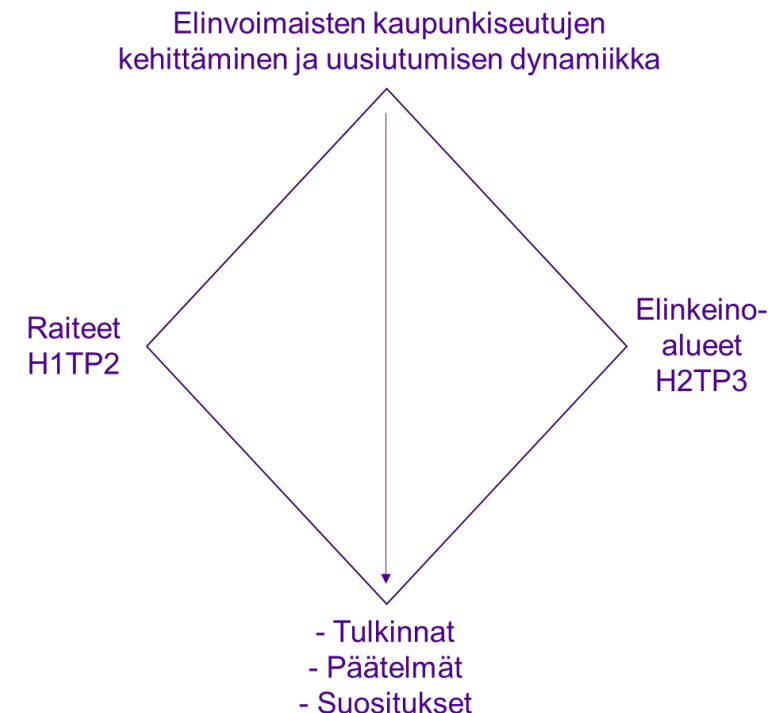 Elinvoimaisten kaupunkiseutujen
kehittäminen ja uusiutumisen dynamiikka
Raiteet
H1TP2
Elinkeino-
alueet
H2TP3
- Tulkinnat
- Päätelmät
- Suositukset